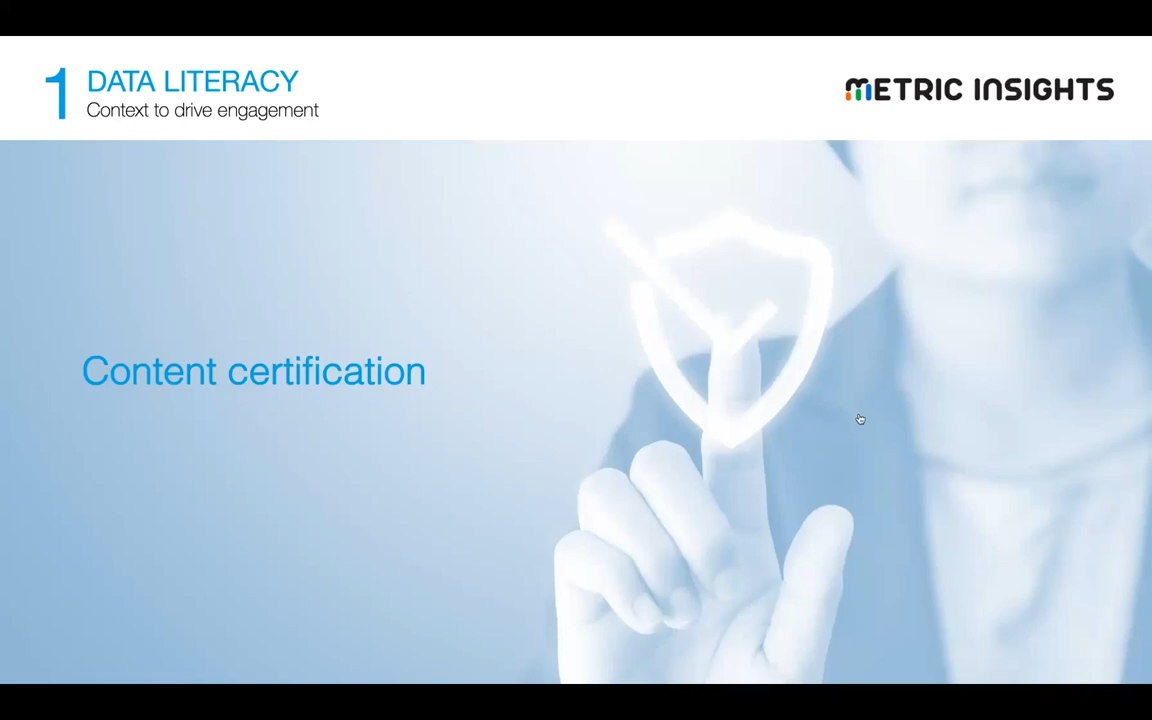 1
DATA LITERACY
Context to drive engagement
METRIC INSIGHTS
Content certification